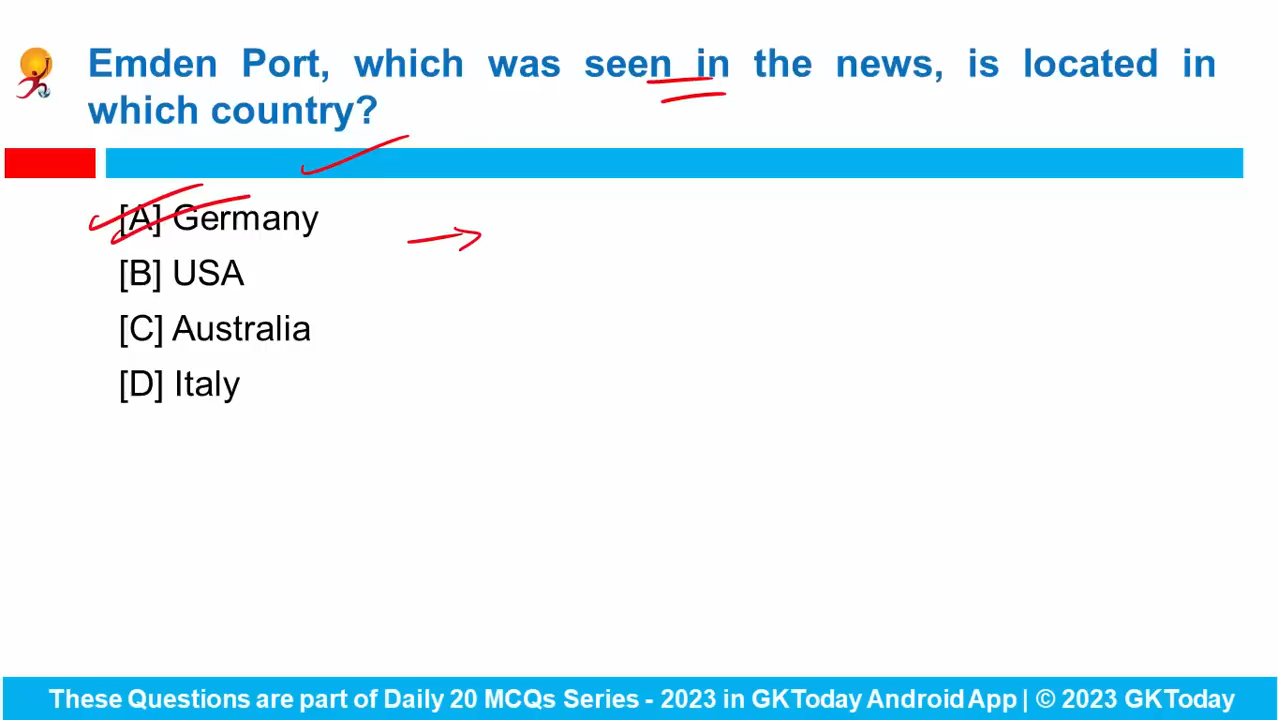 Emden Port, which was seen in the news, is located in
which country?
[A] Germany
[B] USA
[C] Australia
[D] Italy
These Questions are part of Daily 20 MCQs Series - 2023 in GKToday Android App | © 2023 GKToday